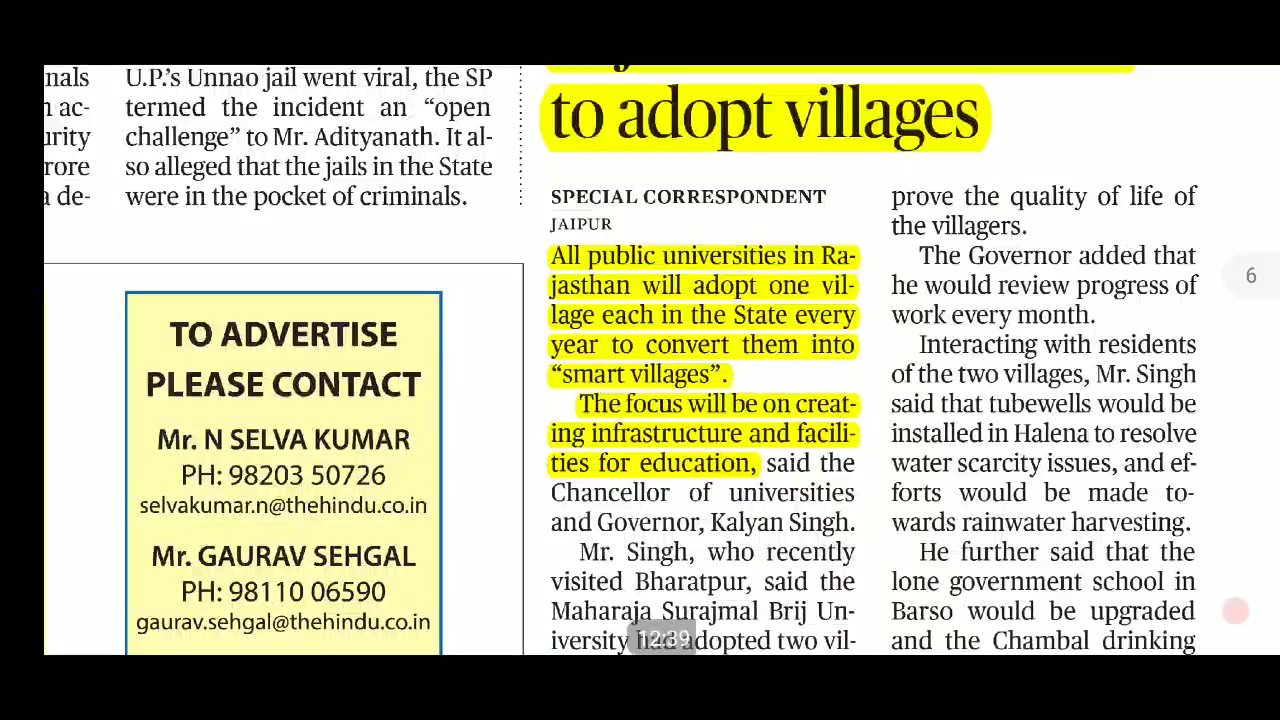 nals
ac-
urity
rore
a de-
U.P.'s Unnao jail went viral, the SP
termed the incident an “open
challenge” to Mr. Adityanath. It al-
so alleged that the jails in the State
were in the pocket of criminals.
TO ADVERTISE
PLEASE CONTACT
Mr. N SELVA KUMAR
PH: 98203 50726
selvakumar.n@thehindu.co.in
Mr. GAURAV SEHGAL
PH: 98110 06590
gaurav.sehgal@thehindu.co.in
to adopt villages
SPECIAL CORRESPONDENT
JAIPUR
All public universities in Ra-
jasthan will adopt one vil-
lage each in the State every
year to convert them into
“smart villages”.
The focus will be on creat-
ing infrastructure and facili-
ties for education, said the
Chancellor of universities
and Governor, Kalyan Singh.
Mr. Singh, who recently
visited Bharatpur, said the
Maharaja Surajmal Brij Un-
iversity had adopted two vil-
prove the quality of life of
the villagers.
The Governor added that
he would review progress of
work every month.
Interacting with residents
of the two villages, Mr. Singh
said that tubewells would be
installed in Halena to resolve
water scarcity issues, and ef-
forts would be made to-
wards rainwater harvesting.
He further said that the
lone government school in
Barso would be upgraded
and the Chambal drinking
6
12:39